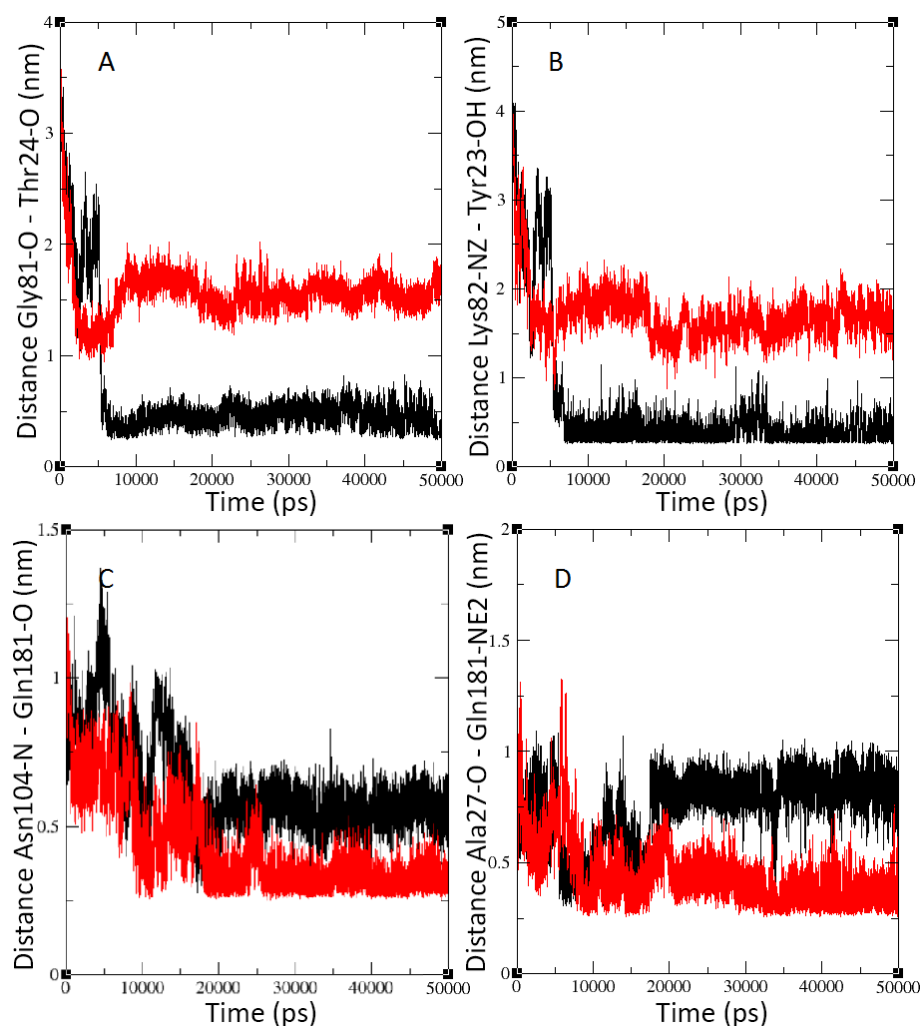 Distance Gly81-O - Thr24-O (nm)
A
4
3
2
1
0
0 10000 20000 30000 40000 50000
Time (ps)
Distance Lys82-NZ - Tyr23-OH (nm)
B
5
4
3
2
1
0
0 10000 20000 30000 40000 50000
Time (ps)
Distance Asn104-N - Gln181-O (nm)
C
1.5
1
0.5
0
0 10000 20000 30000 40000 50000
Time (ps)
Distance Ala27-O - Gln181-NE2 (nm)
D
2
1.5
1
0.5
0
0 10000 20000 30000 40000 50000
Time (ps)